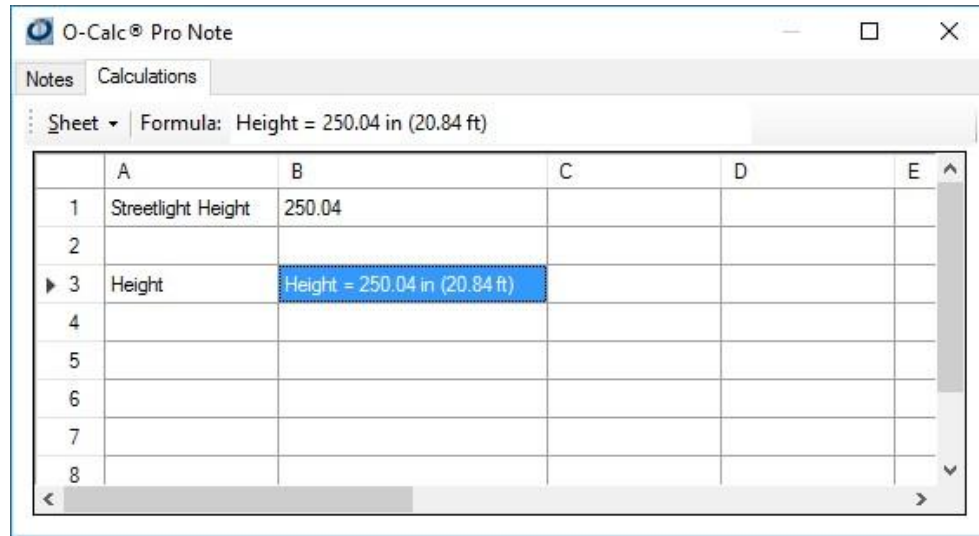 O-Calc® Pro Note
Notes Calculations
Sheet Formula: Height = 250.04 in (20.84 ft)
A B C D E
1 Streetlight Height 250.04
2
3 Height Height = 250.04 in (20.84 ft)
4
5
6
7
8